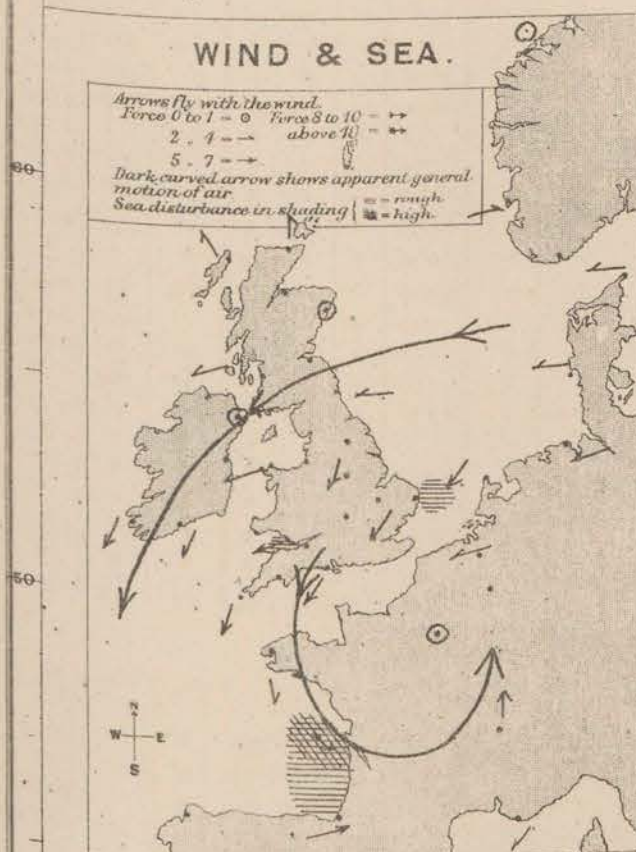 WIND & SEA.
Arrows fly with the wind.
Force 0 to 1 = ⊙ Force 8 to 10 = ↦
2 „ 4 = → above 10 =
5 „ 7 = →
Dark curved arrow shows apparent general
motion of air
Sea disturbance in shading { = rough
= high.
60
50
N
W E
S